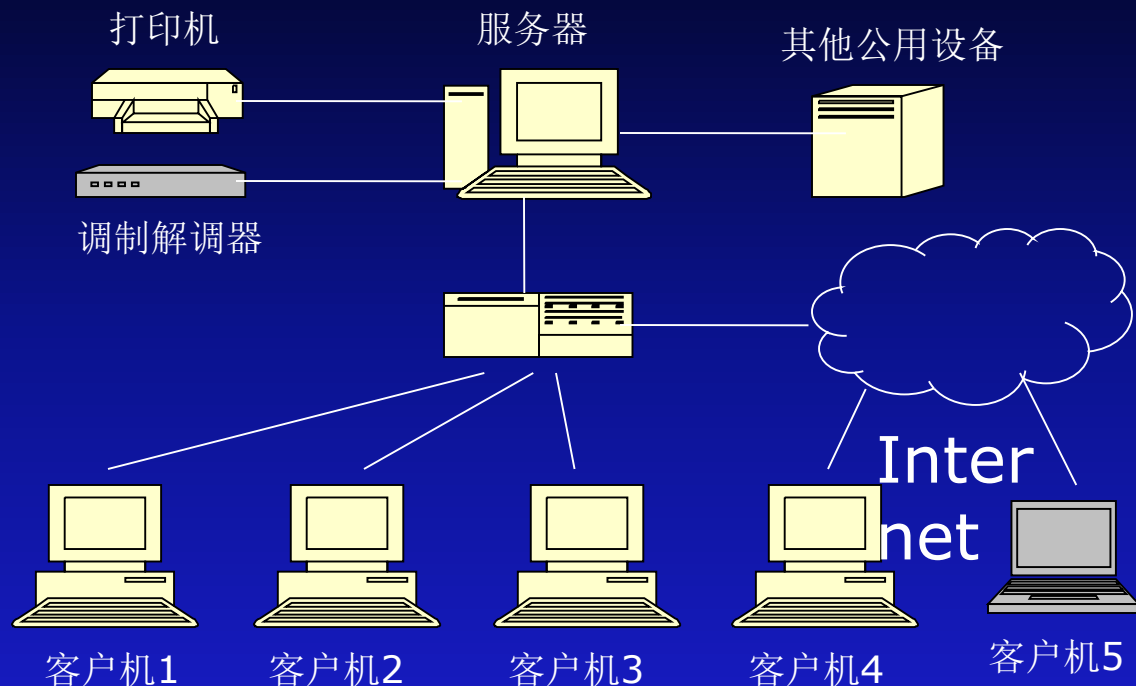 打印机
服务器
其他公用设备
调制解调器
Inter
net
客户机1
客户机2
客户机3
客户机4
客户机5